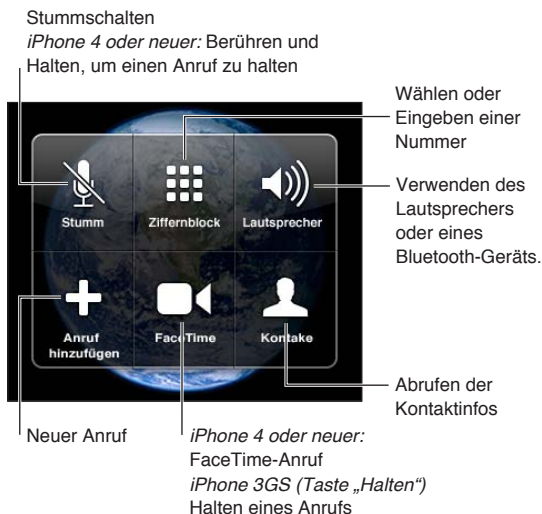 Stummschalten
iPhone 4 oder neuer: Berühren und
Halten, um einen Anruf zu halten
Wählen oder
Eingeben einer
Nummer
Verwenden des
Lautsprechers
oder eines
Bluetooth-Geräts.
Stumm
Ziffernblock
Lautsprecher
Anruf
hinzufügen
FaceTime
Kontake
Abrufen der
Kontaktinfos
Neuer Anruf
iPhone 4 oder neuer:
FaceTime-Anruf
iPhone 3GS (Taste „Halten“)
Halten eines Anrufs